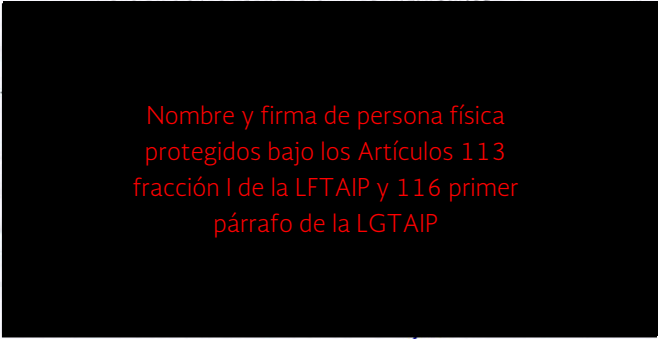 Nombre y firma de persona física
protegidos bajo los Artículos 113
fracción I de la LFTAIP y 116 primer
párrafo de la LGTAIP